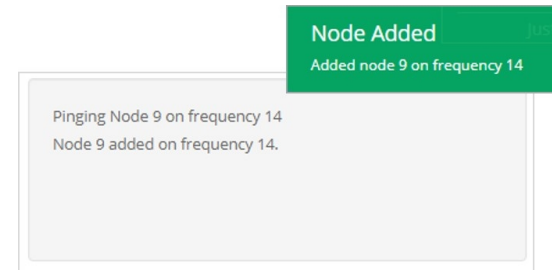 Node Added
Added node 9 on frequency 14
Pinging Node 9 on frequency 14
Node 9 added on frequency 14.